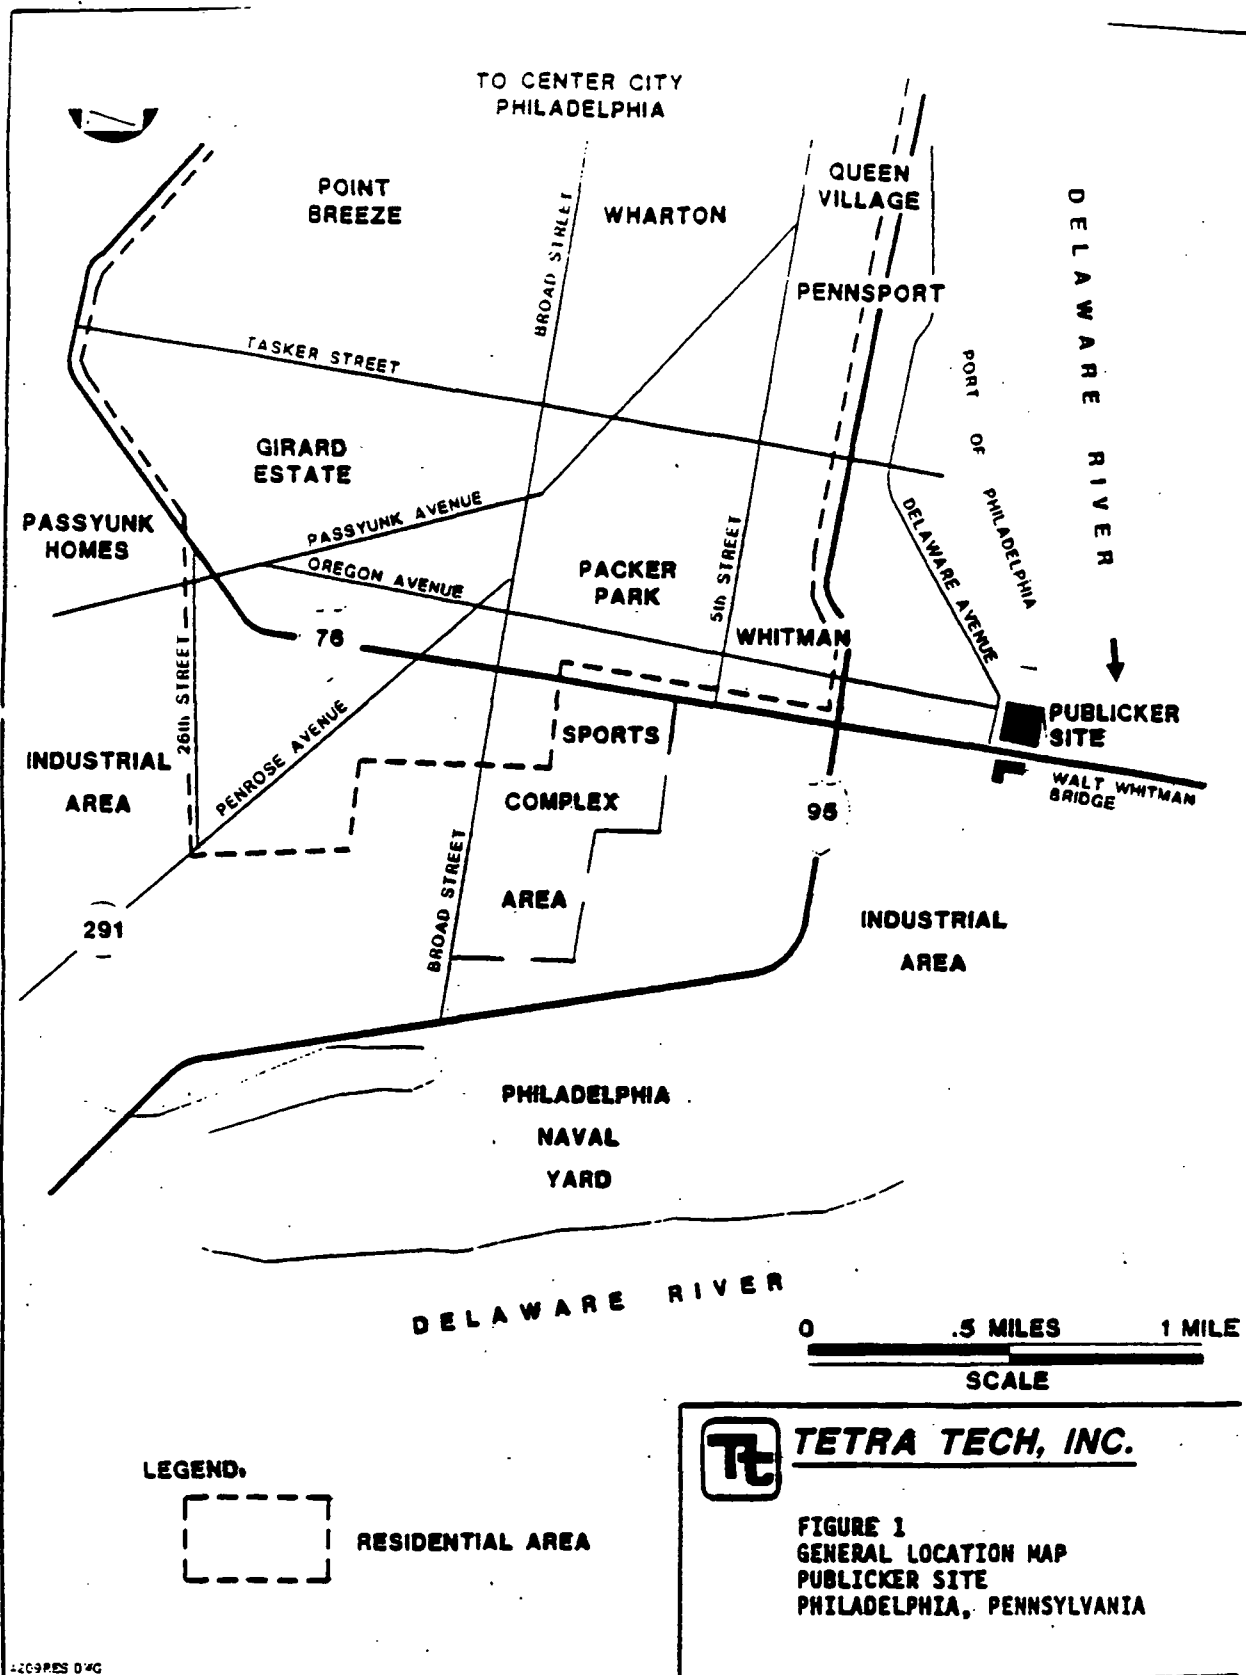 TO CENTER CITY
PHILADELPHIA
POINT
BREEZE
BROAD STREET
WHARTON
QUEEN
VILLAGE
DELAWARE RIVER
PENNSPORT
TASKER STREET
PORT OF PHILADELPHIA
GIRARD
ESTATE
PASSYUNK
HOMES
PASSYUNK AVENUE
OREGON AVENUE
PACKER
PARK
5th STREET
DELAWARE AVENUE
76
WHITMAN
26th STREET
PENROSE AVENUE
PUBLICKER
SITE
SPORTS
COMPLEX
AREA
INDUSTRIAL
AREA
WALT WHITMAN
BRIDGE
95
BROAD STREET
291
INDUSTRIAL
AREA
PHILADELPHIA
NAVAL
YARD
DELAWARE RIVER
0 .5 MILES 1 MILE
SCALE
Tt
TETRA TECH, INC.
LEGEND:
RESIDENTIAL AREA
FIGURE 1
GENERAL LOCATION MAP
PUBLICKER SITE
PHILADELPHIA, PENNSYLVANIA